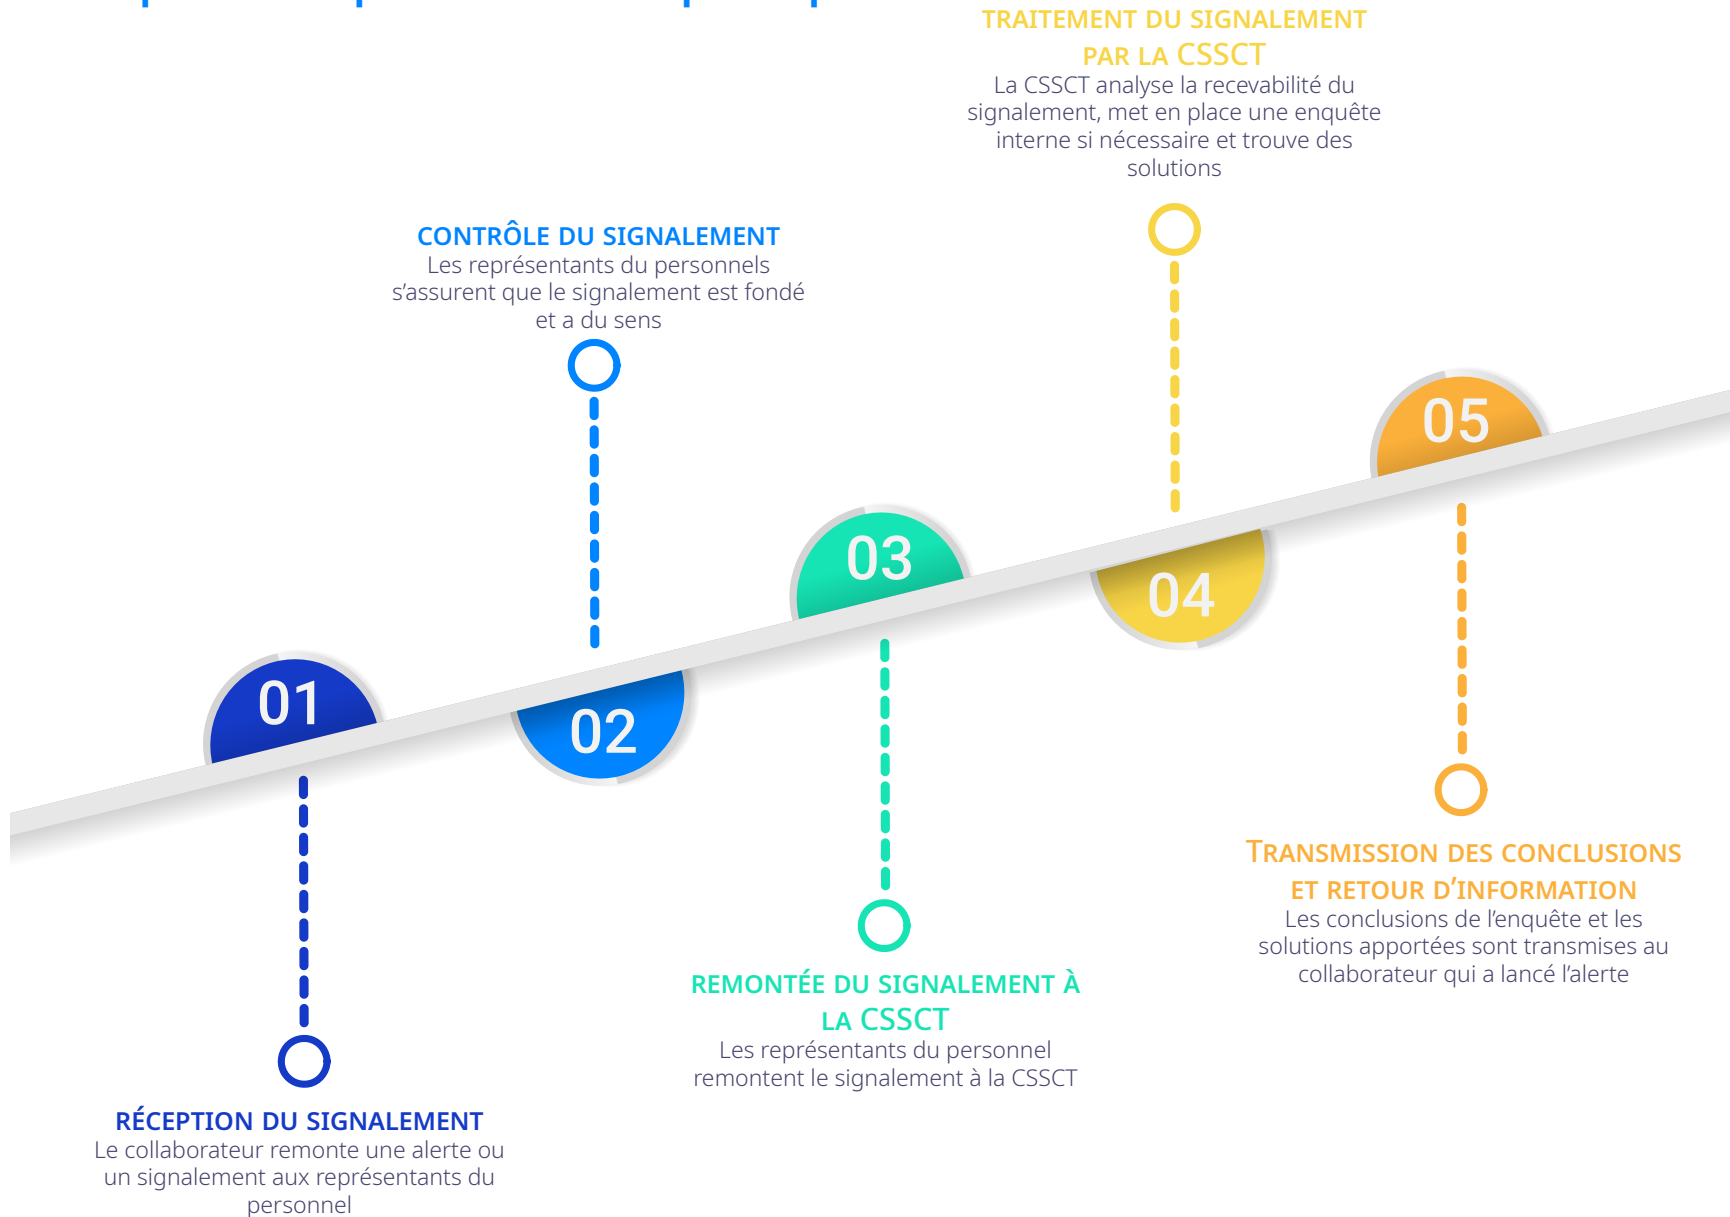 TRAITEMENT DU SIGNALEMENT
PAR LA CSSCT
La CSSCT analyse la recevabilité du
signalement, met en place une enquête
interne si nécessaire et trouve des
solutions
CONTRÔLE DU SIGNALEMENT
Les représentants du personnels
s’assurent que le signalement est fondé
et a du sens
05
03
04
01
02
TRANSMISSION DES CONCLUSIONS
ET RETOUR D’INFORMATION
Les conclusions de l’enquête et les
solutions apportées sont transmises au
collaborateur qui a lancé l’alerte
REMONTÉE DU SIGNALEMENT À
LA CSSCT
Les représentants du personnel
remontent le signalement à la CSSCT
RÉCEPTION DU SIGNALEMENT
Le collaborateur remonte une alerte ou
un signalement aux représentants du
personnel